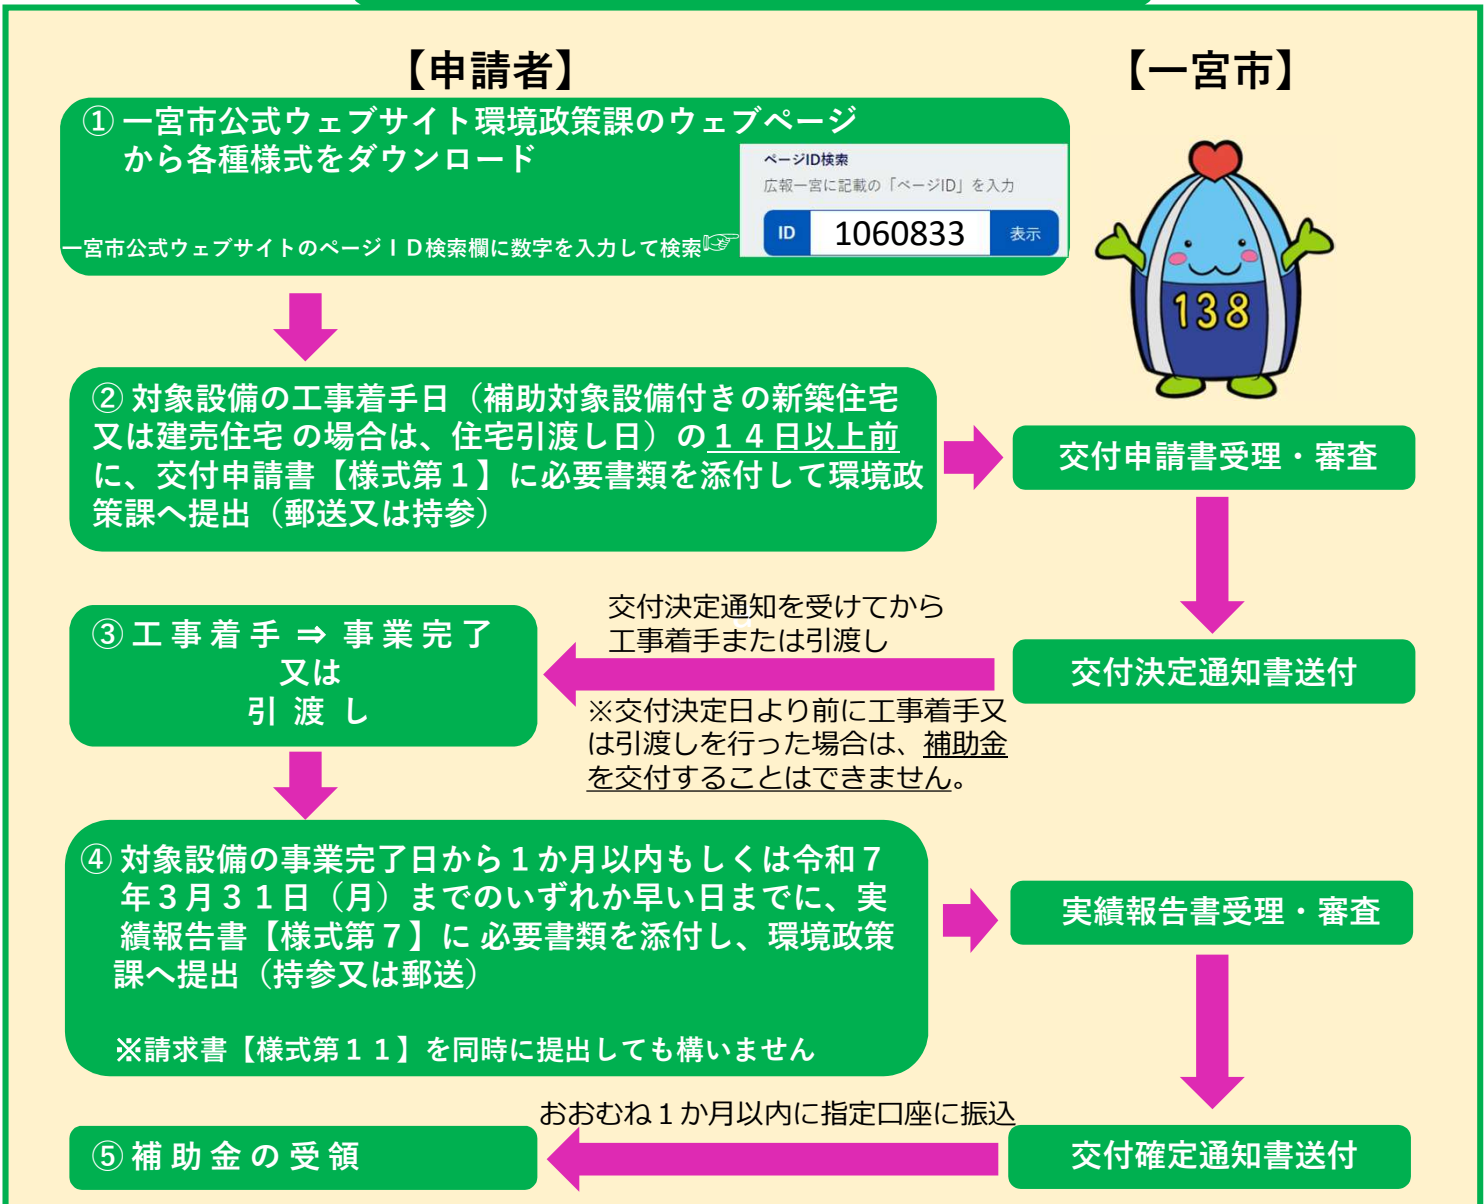 【申請者】
【一宮市】
① 一宮市公式ウェブサイト環境政策課のウェブページ
から各種様式をダウンロード
一宮市公式ウェブサイトのページＩＤ検索欄に数字を入力して検索☞
ページID検索
広報一宮に記載の「ページID」を入力
ID 1060833 表示
138
② 対象設備の工事着手日（補助対象設備付きの新築住宅
又は建売住宅 の場合は、住宅引渡し日）の１４日以上前
に、交付申請書【様式第１】に必要書類を添付して環境政
策課へ提出（郵送又は持参）
交付申請書受理・審査
交付決定通知を受けてから
工事着手または引渡し
③ 工 事 着 手 ⇒ 事 業 完 了
又は
引 渡 し
交付決定通知書送付
※交付決定日より前に工事着手又
は引渡しを行った場合は、補助金
を交付することはできません。
④ 対象設備の事業完了日から１か月以内もしくは令和７
年３月３１日（月）までのいずれか早い日までに、実
績報告書【様式第７】に 必要書類を添付し、環境政策
課へ提出（持参又は郵送）
※請求書【様式第１１】を同時に提出しても構いません
実績報告書受理・審査
おおむね１か月以内に指定口座に振込
⑤ 補 助 金 の 受 領
交付確定通知書送付